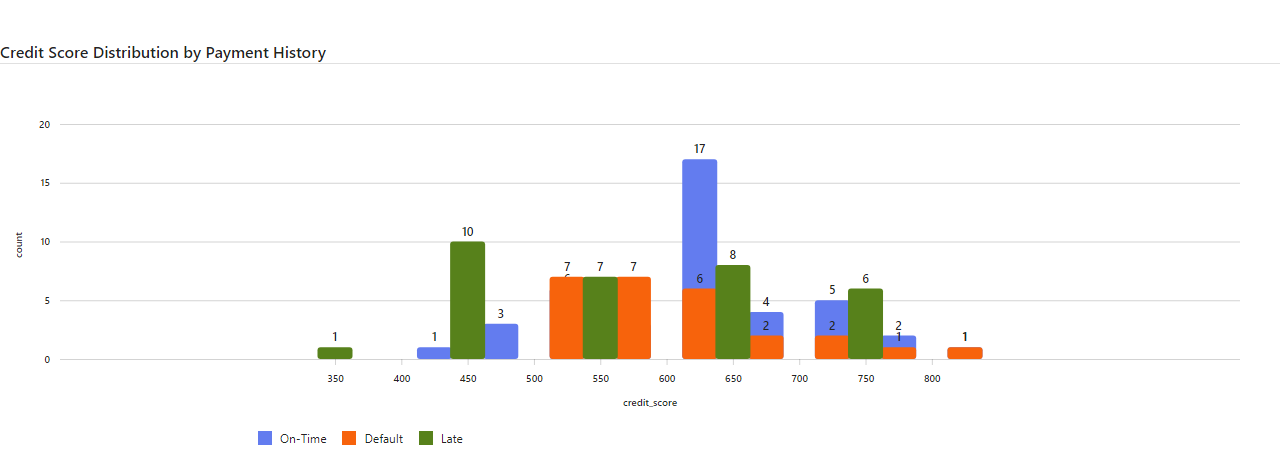 Credit Score Distribution by Payment History
20
17
15
count
10
10
8
7 7 7
6
6
5
5
4
3
2 2 2
1 1 1 1
0
350 400 450 500 550 600 650 700 750 800
credit_score
On-Time Default Late